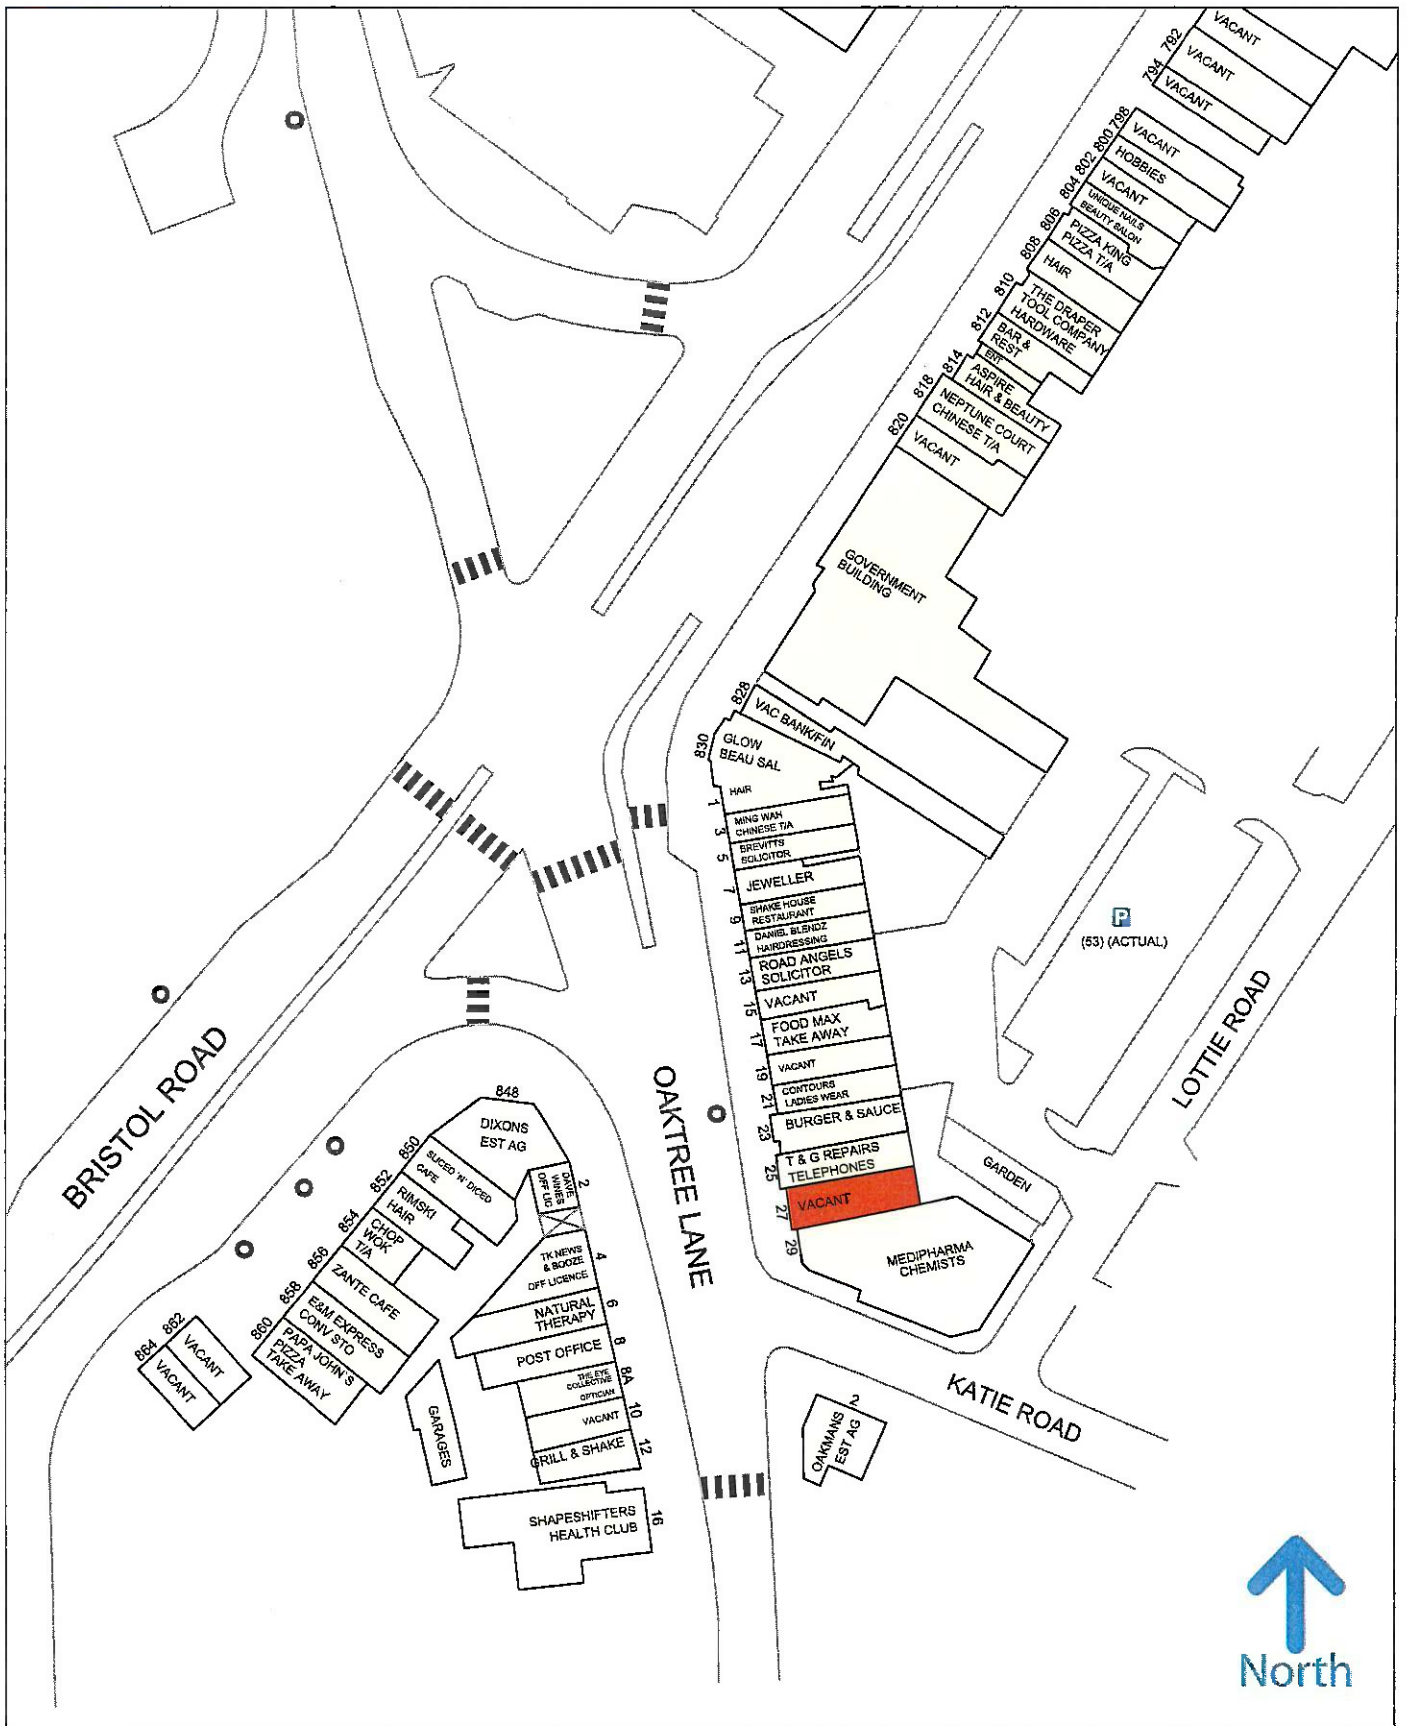 VACANT
792
VACANT
794
VACANT
798
VACANT
800
HOBBIES
802
VACANT
804
UNIQUE NAILS
BEAUTY SALON
806
PIZZA KING
PIZZA T/A
808
HAIR
810
THE DRAPER
TOOL COMPANY
HARDWARE
812
BAR &
REST
ENT
814
ASPIRE
HAIR & BEAUTY
818
NEPTUNE COURT
CHINESE T/A
820
VACANT
GOVERNMENT
BUILDING
828
VAC BANK/FIN
830
GLOW
BEAU SAL
HAIR
1
MING WAH
CHINESE T/A
3
BREVITTS
SOLICITOR
5
JEWELLER
7
SHAKE HOUSE
RESTAURANT
9
DANIEL BLENDZ
HAIRDRESSING
11
ROAD ANGELS
SOLICITOR
13
VACANT
15
FOOD MAX
TAKE AWAY
17
VACANT
19
CONTOURS
LADIES WEAR
21
BURGER & SAUCE
23
T & G REPAIRS
TELEPHONES
25
VACANT
27
MEDIPHARMA
CHEMISTS
29
P
(53) (ACTUAL)
LOTTIE ROAD
GARDEN
BRISTOL ROAD
OAKTREE LANE
848
DIXONS
EST AG
850
SLICED 'N' DICED
CAFE
852
RIMSKI
HAIR
854
CHOP
WOK
T/A
856
ZANTE CAFE
858
E&M EXPRESS
CONV STO
860
PAPA JOHN'S
PIZZA
TAKE AWAY
862
VACANT
864
VACANT
2
DAVE
WINES
OFF LIC
4
TK NEWS
& BOOZE
OFF LICENCE
6
NATURAL
THERAPY
8
POST OFFICE
8A
THE EYE
COLLECTIVE
OPTICIAN
10
VACANT
12
GRILL & SHAKE
GARAGES
16
SHAPESHIFTERS
HEALTH CLUB
KATIE ROAD
2
OAKMANS
EST AG
North